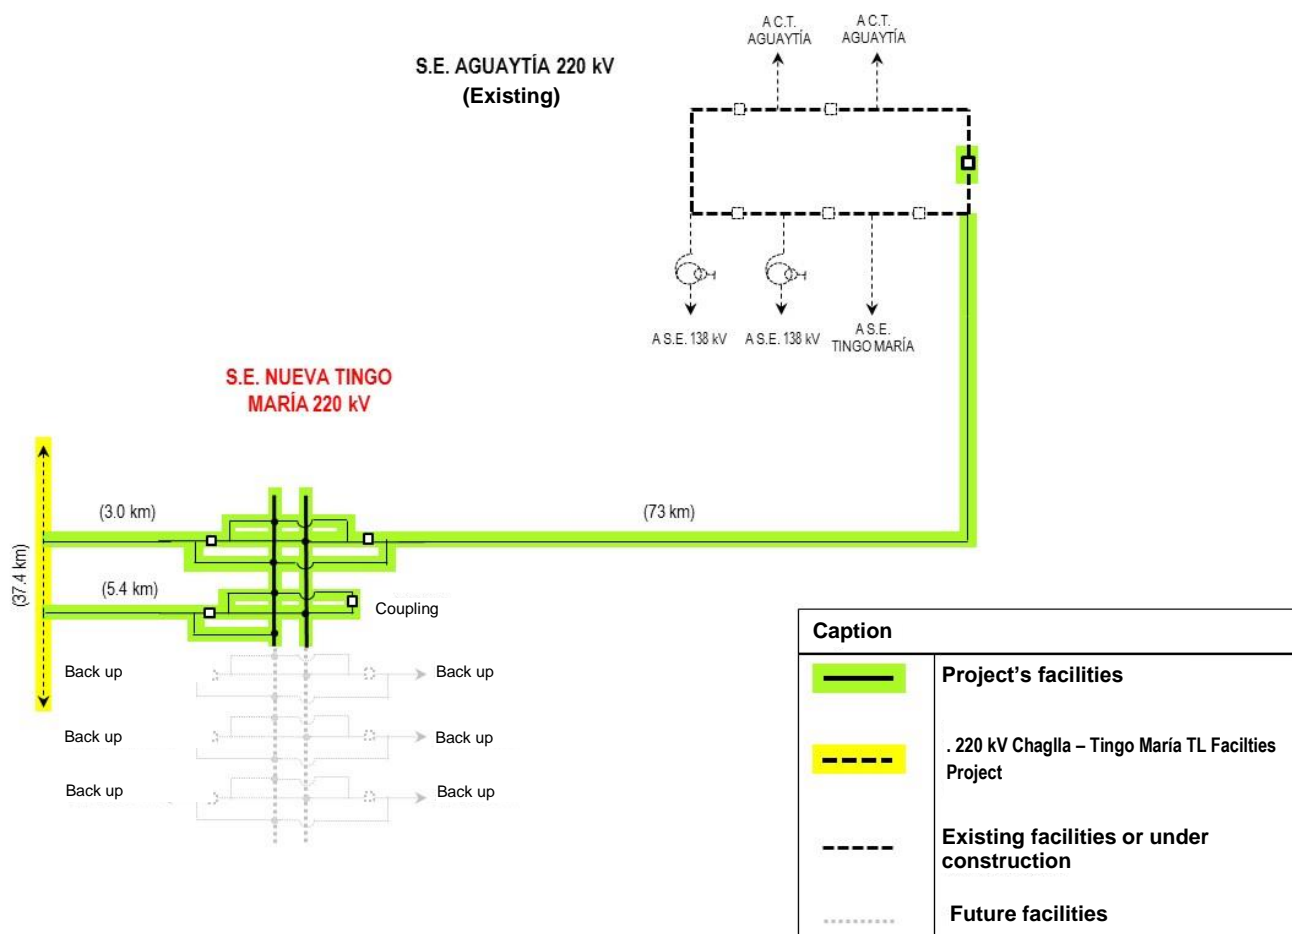 A C.T.
AGUAYTÍA
A C.T.
AGUAYTÍA
S.E. AGUAYTÍA 220 kV
(Existing)
A S.E. 138 kV
A S.E. 138 kV
A S.E.
TINGO MARÍA
S.E. NUEVA TINGO
MARÍA 220 kV
(3.0 km)
(73 km)
(37.4 km)
(5.4 km)
Coupling
Back up
Back up
Back up
Back up
Back up
Back up
Caption
Project's facilities
. 220 kV Chaglla – Tingo María TL Facilties
Project
Existing facilities or under
construction
Future facilities